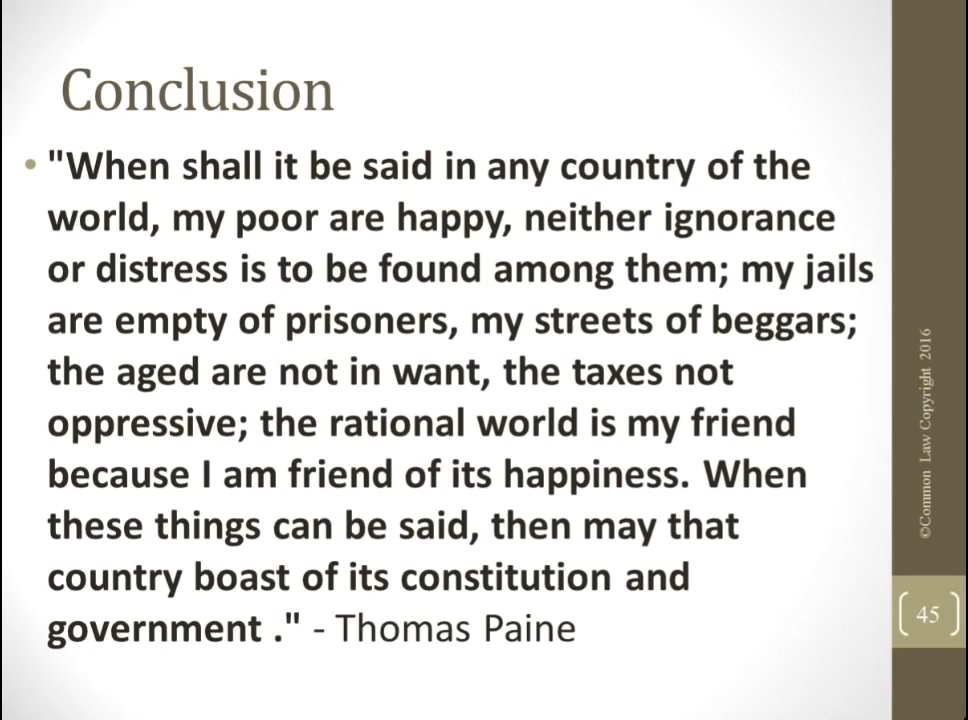 Conclusion
• "When shall it be said in any country of the
world, my poor are happy, neither ignorance
or distress is to be found among them; my jails
are empty of prisoners, my streets of beggars;
the aged are not in want, the taxes not
oppressive; the rational world is my friend
because I am friend of its happiness. When
these things can be said, then may that
country boast of its constitution and
government ." - Thomas Paine
©Common Law Copyright 2016
45